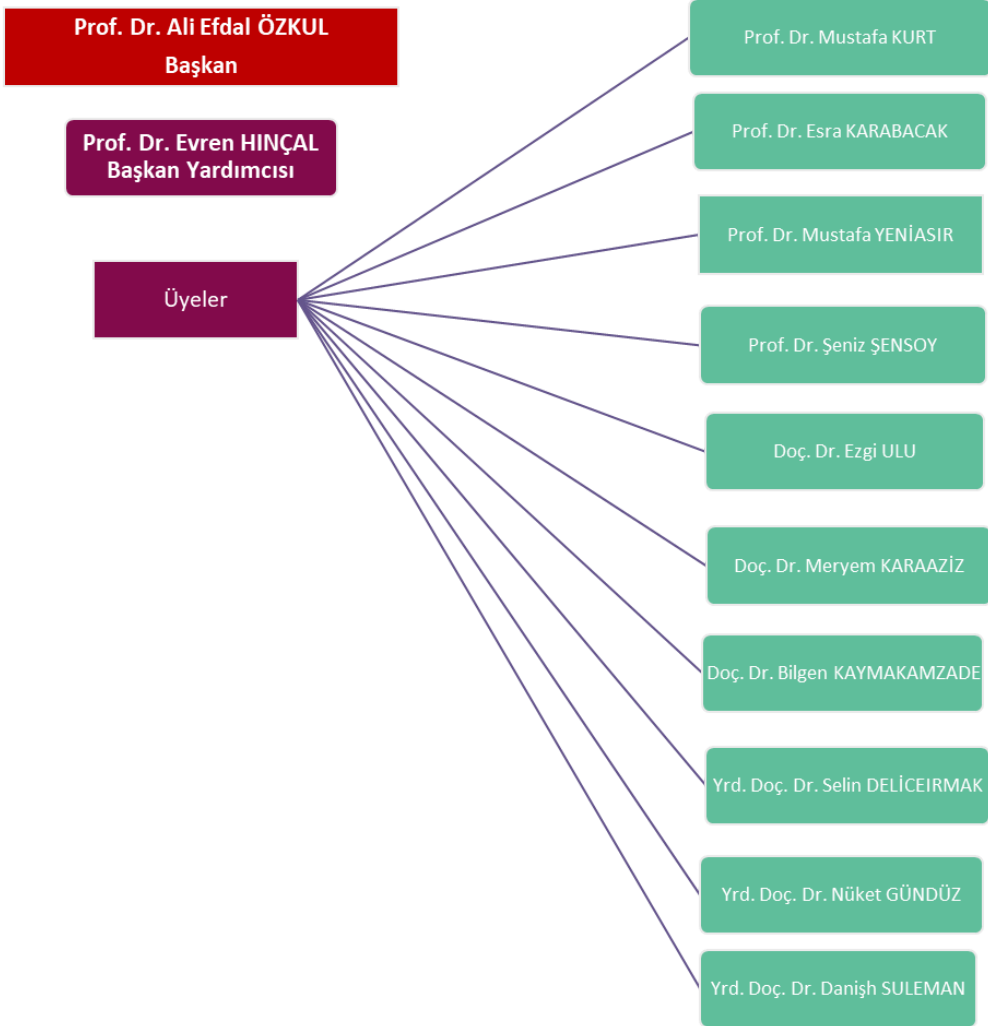 Prof. Dr. Ali Efdal ÖZKUL
Başkan
Prof. Dr. Evren HINÇAL
Başkan Yardımcısı
Üyeler
Prof. Dr. Mustafa KURT
Prof. Dr. Esra KARABACAK
Prof. Dr. Mustafa YENİASIR
Prof. Dr. Şeniz ŞENSOY
Doç. Dr. Ezgi ULU
Doç. Dr. Meryem KARAAZİZ
Doç. Dr. Bilgen KAYMAKAMZADE
Yrd. Doç. Dr. Selin DELİCEIRMAK
Yrd. Doç. Dr. Nüket GÜNDÜZ
Yrd. Doç. Dr. Danişh SULEMAN